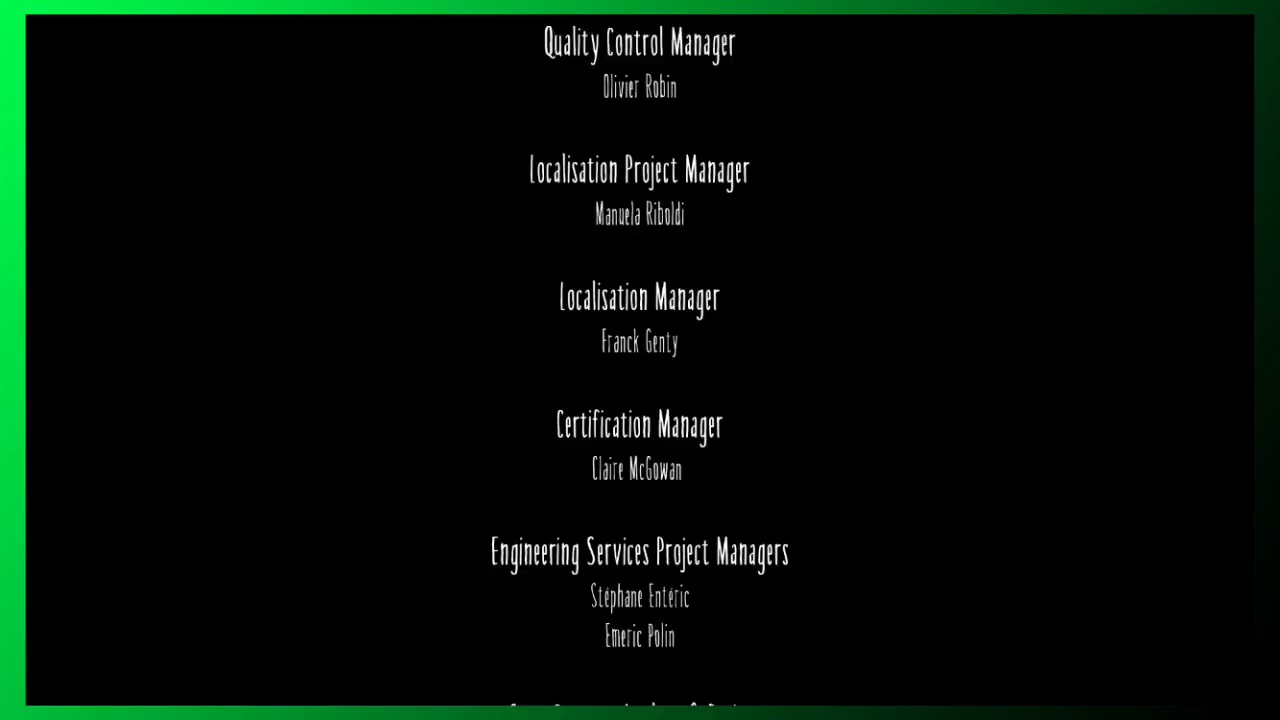 Quality Control Manager
Olivier Robin
Localisation Project Manager
Manuela Riboldi
Localisation Manager
Franck Genty
Certification Manager
Claire McGowan
Engineering Services Project Managers
Stéphane Entéric
Emeric Polin